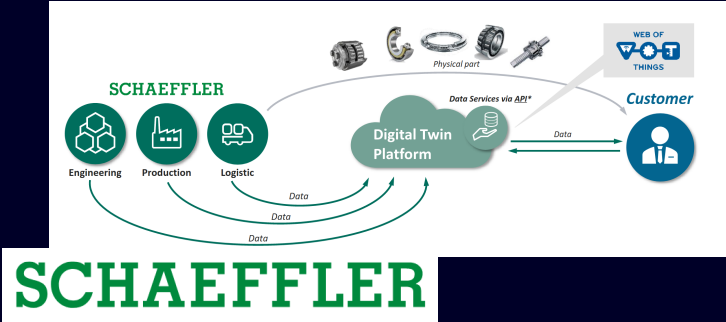 WEB OF
W·O·T
THINGS
Physical part
SCHAEFFLER
Data Services via API*
Customer
Digital Twin
Platform
Data
Engineering
Production
Logistic
Data
Data
Data
SCHAEFFLER